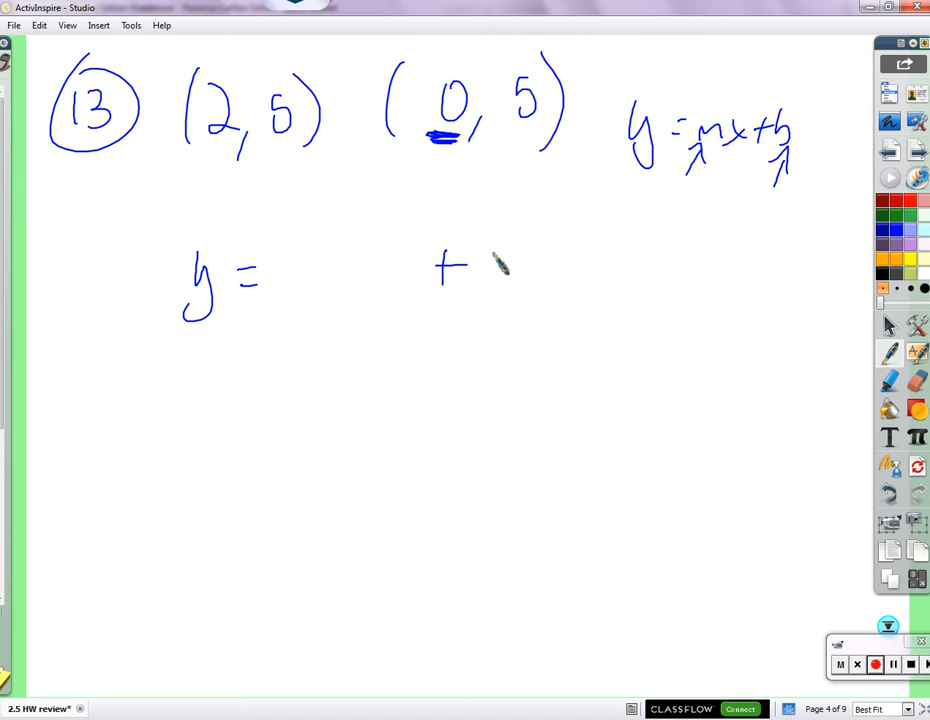 ActivInspire - Studio
File Edit View Insert Tools Help
13 (2, 5) (0, 5) y = mx + b
y = +
M
2.5 HW review*
CLASSFLOW Connect
Page 4 of 9
Best Fit